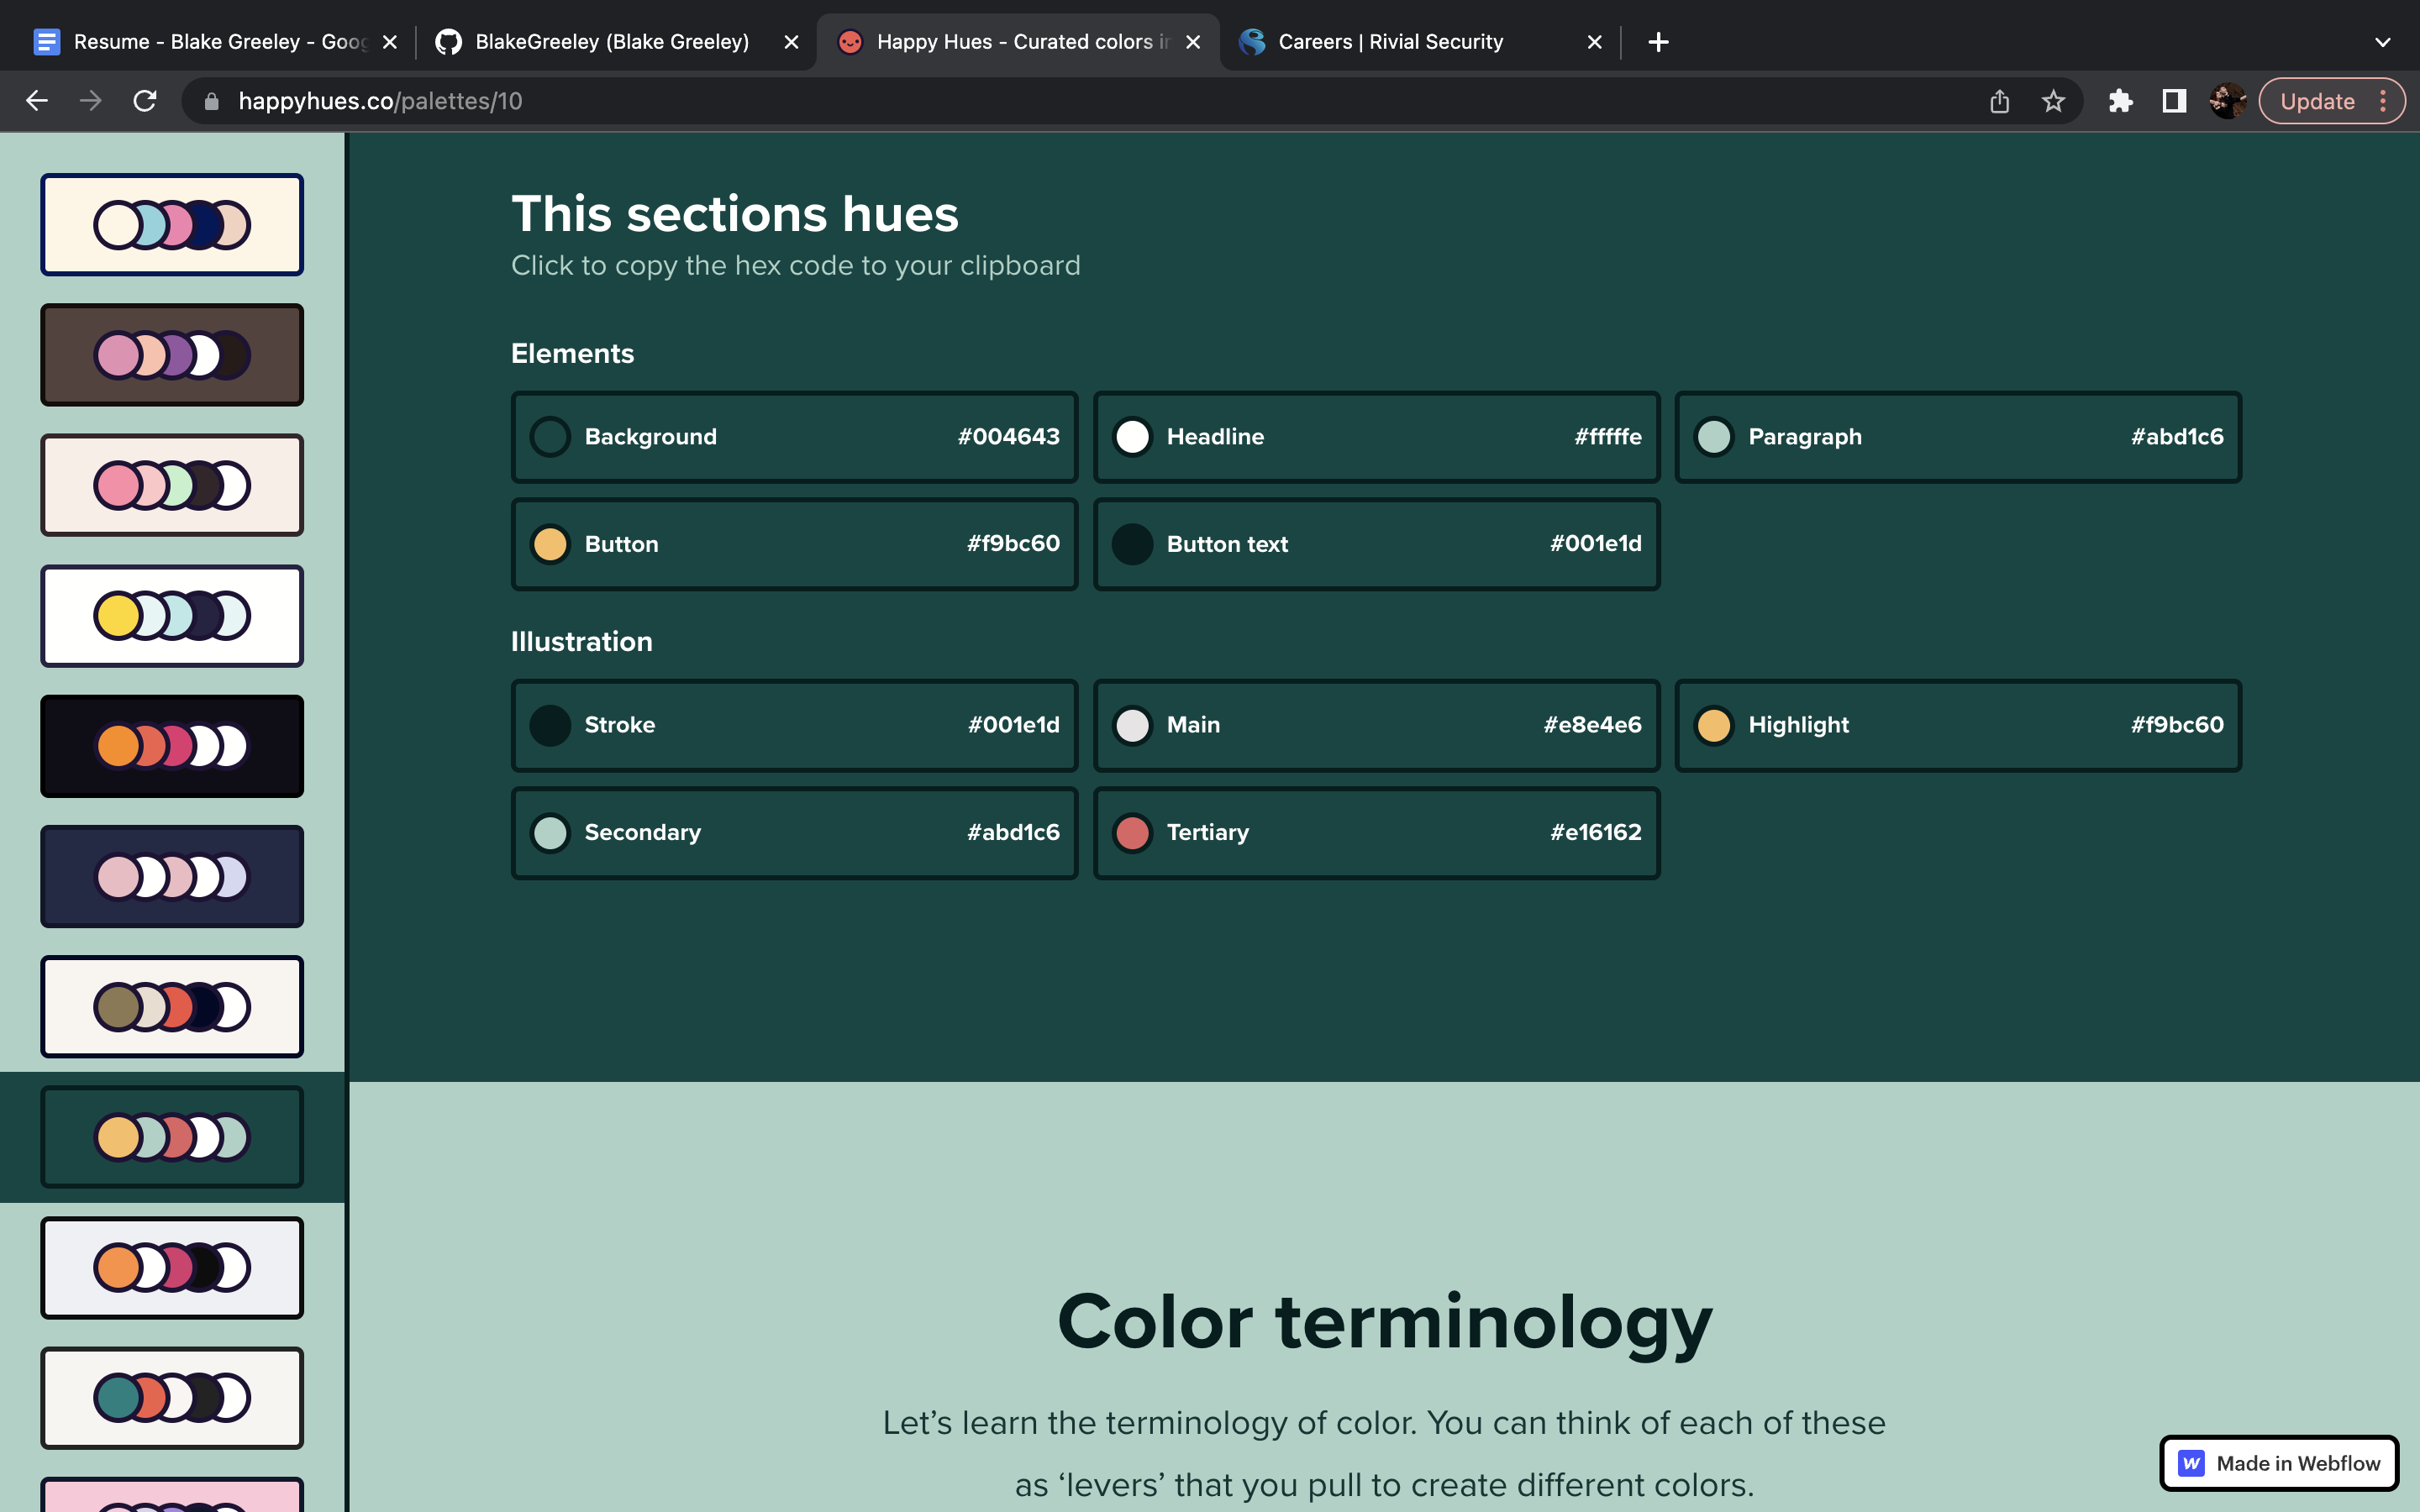 Resume - Blake Greeley - Goo
BlakeGreeley (Blake Greeley)
Happy Hues - Curated colors in
Careers | Rivial Security
happyhues.co/palettes/10
Update
This sections hues
Click to copy the hex code to your clipboard
Elements
Background #004643
Headline #fffffe
Paragraph #abd1c6
Button #f9bc60
Button text #001e1d
Illustration
Stroke #001e1d
Main #e8e4e6
Highlight #f9bc60
Secondary #abd1c6
Tertiary #e16162
Color terminology
Let’s learn the terminology of color. You can think of each of these
as ‘levers’ that you pull to create different colors.
Made in Webflow